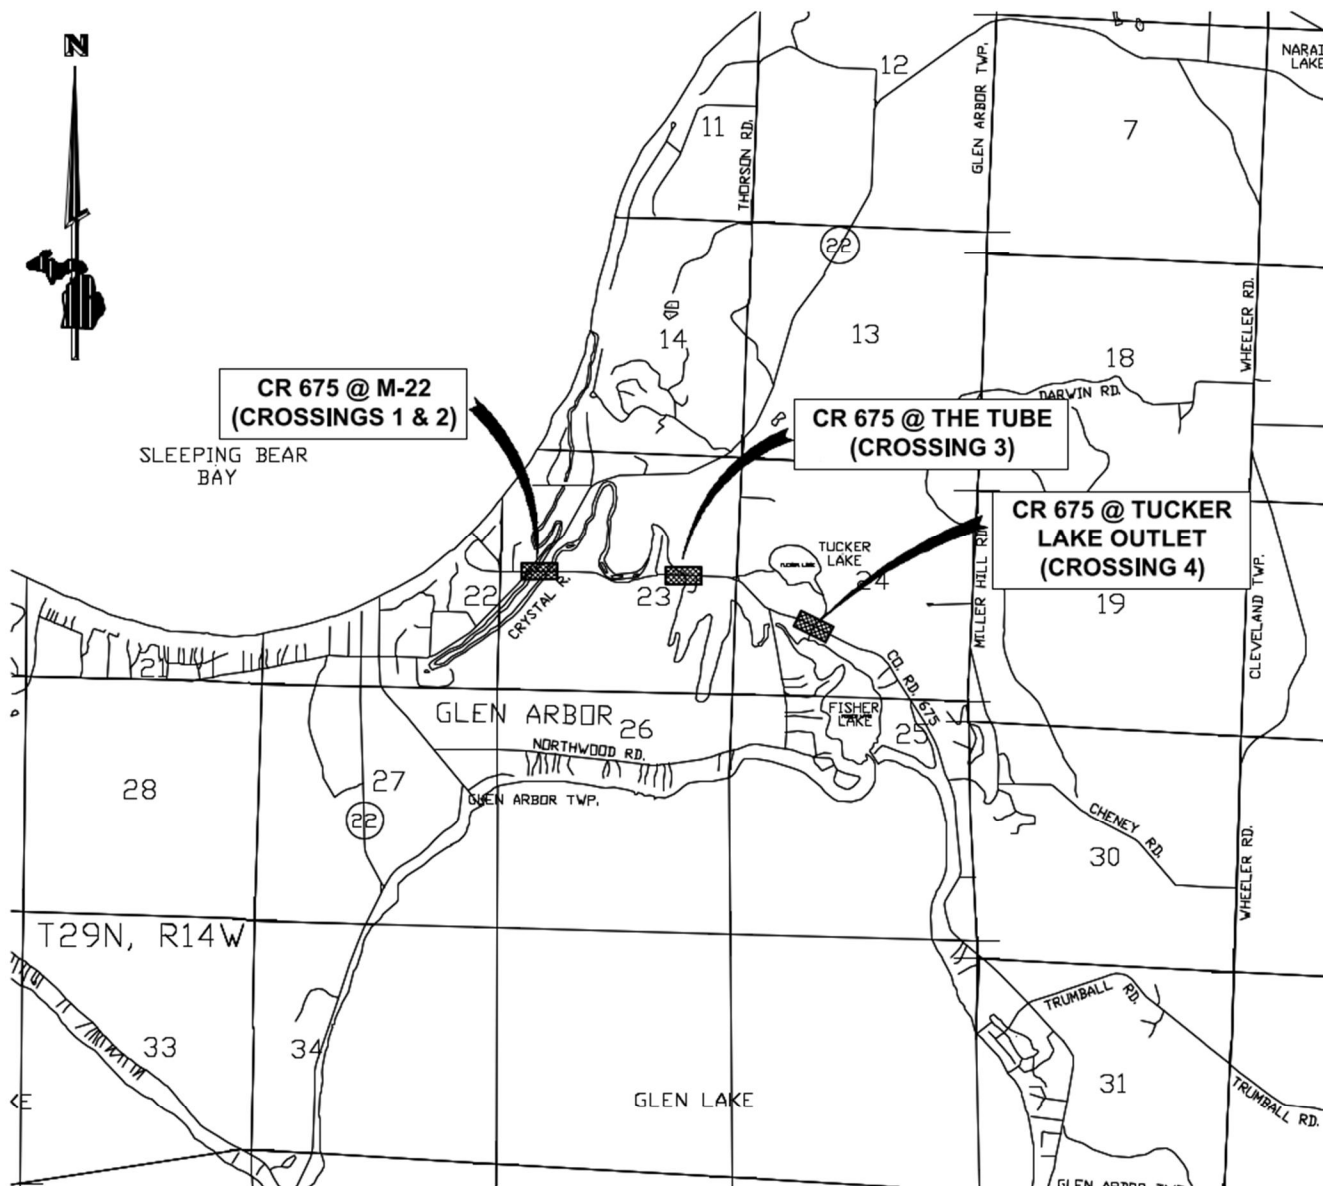 N
12
NARAI
LAKE
GLEN ARBOR TWP.
11
7
THORSON RD.
22
WHEELER RD.
14
13
18
DARWIN RD.
CR 675 @ M-22
(CROSSINGS 1 & 2)
CR 675 @ THE TUBE
(CROSSING 3)
SLEEPING BEAR
BAY
CR 675 @ TUCKER
LAKE OUTLET
(CROSSING 4)
TUCKER
LAKE
TUCKER LAKE
24
MILLER HILL RD.
22
23
CRYSTAL R.
19
CLEVELAND TWP.
21
CO. RD. 675
GLEN ARBOR
26
FISHER
LAKE
25
NORTHWOOD RD.
28
27
GLEN ARBOR TWP.
22
CHENEY RD.
30
WHEELER RD.
T29N, R14W
TRUMBALL RD.
33
34
31
GLEN LAKE
TRUMBALL RD.
KE